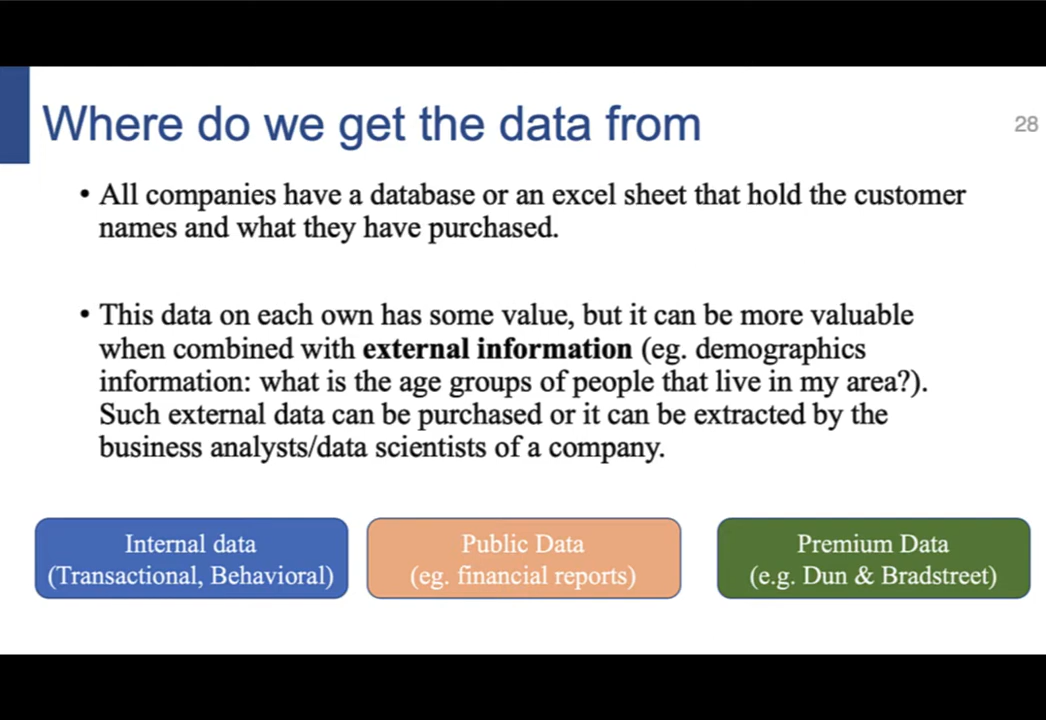 Where do we get the data from
28
• All companies have a database or an excel sheet that hold the customer
names and what they have purchased.
• This data on each own has some value, but it can be more valuable
when combined with external information (eg. demographics
information: what is the age groups of people that live in my area?).
Such external data can be purchased or it can be extracted by the
business analysts/data scientists of a company.
Internal data
(Transactional, Behavioral)
Public Data
(eg. financial reports)
Premium Data
(e.g. Dun & Bradstreet)